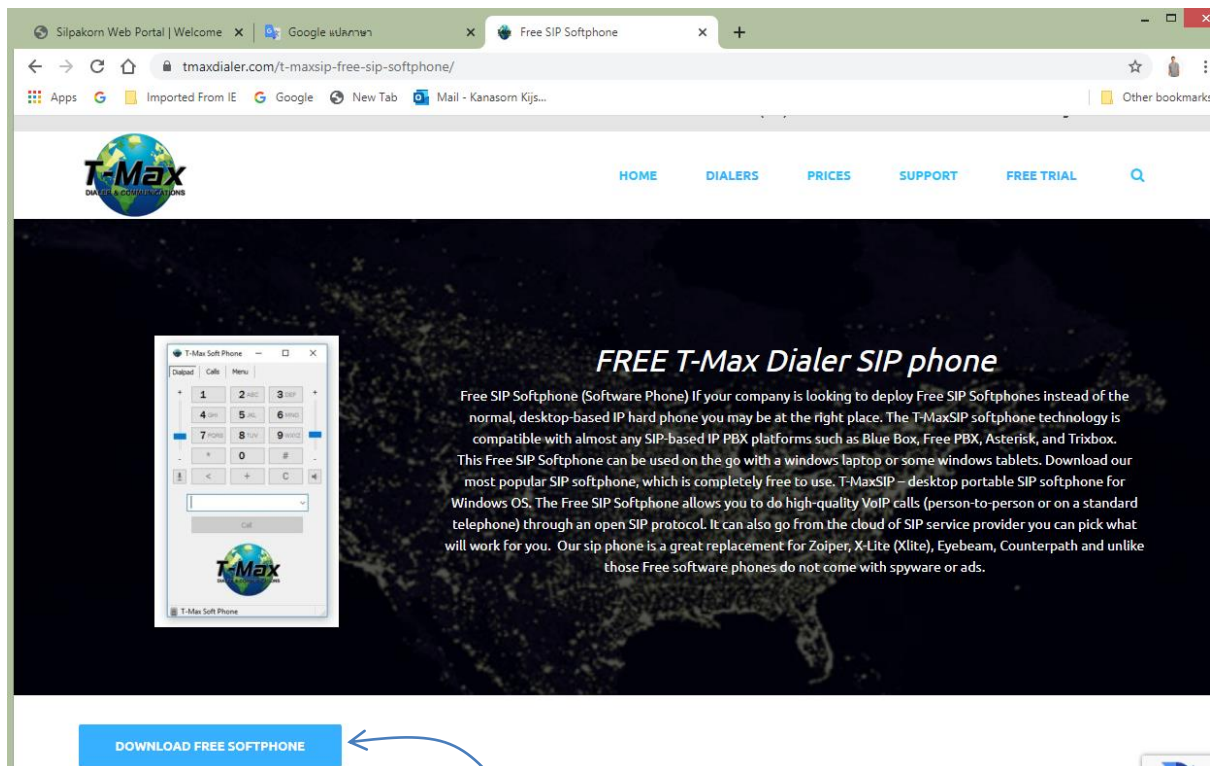 Silpakorn Web Portal | Welcome
Google แปลภาษา
Free SIP Softphone
tmaxdialer.com/t-maxsip-free-sip-softphone/
Apps
Imported From IE
Google
New Tab
Mail - Kanasorn Kijs...
Other bookmarks
T-Max
DIALER & COMMUNICATIONS
HOME
DIALERS
PRICES
SUPPORT
FREE TRIAL
T-Max Soft Phone
Dialpad Calls Menu
+ 1 2 ABC 3 DEF +
4 GHI 5 JKL 6 MNO
7 PQRS 8 TUV 9 WXYZ
- * 0 # -
< + C
Call
T-Max
T-Max Soft Phone
FREE T-Max Dialer SIP phone
Free SIP Softphone (Software Phone) If your company is looking to deploy Free SIP Softphones instead of the
normal, desktop-based IP hard phone you may be at the right place. The T-MaxSIP softphone technology is
compatible with almost any SIP-based IP PBX platforms such as Blue Box, Free PBX, Asterisk, and Trixbox.
This Free SIP Softphone can be used on the go with a windows laptop or some windows tablets. Download our
most popular SIP softphone, which is completely free to use. T-MaxSIP – desktop portable SIP softphone for
Windows OS. The Free SIP Softphone allows you to do high-quality VoIP calls (person-to-person or on a standard
telephone) through an open SIP protocol. It can also go from the cloud of SIP service provider you can pick what
will work for you. Our sip phone is a great replacement for Zoiper, X-Lite (Xlite), Eyebeam, Counterpath and unlike
those Free software phones do not come with spyware or ads.
DOWNLOAD FREE SOFTPHONE